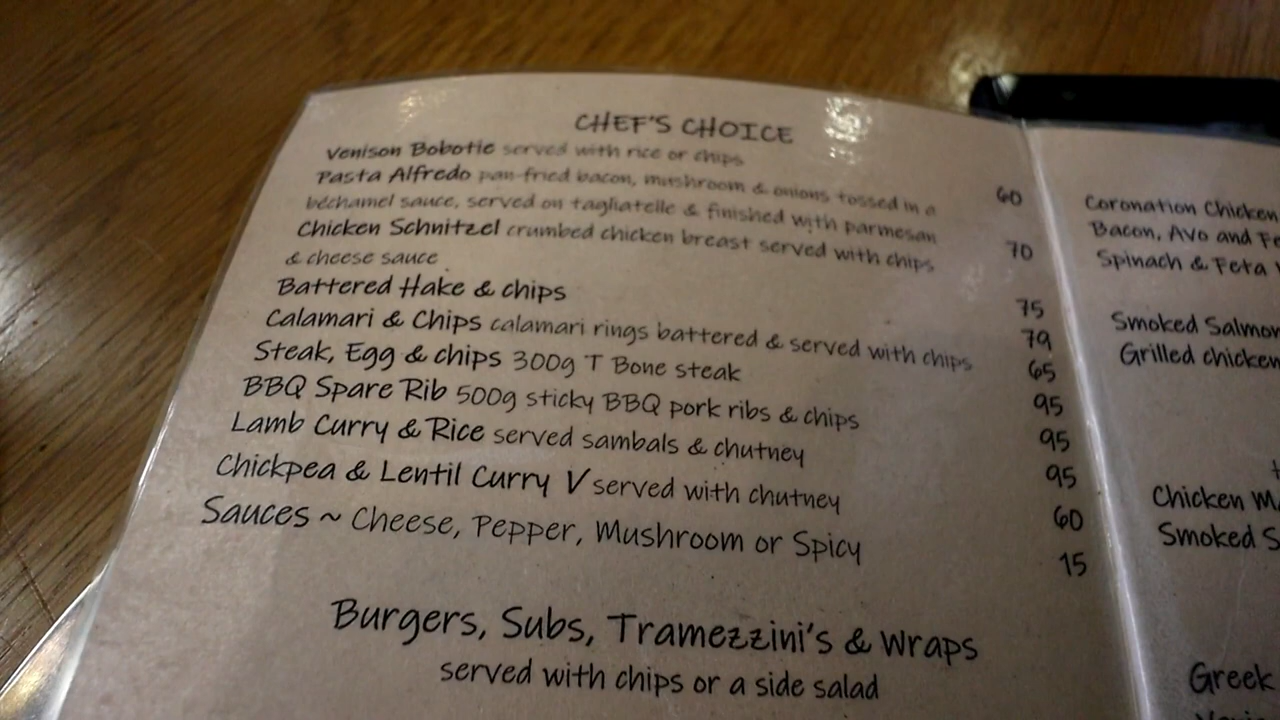 CHEF'S CHOICE
Venison Bobotie served with rice or chips 60
Pasta Alfredo pan-fried bacon, mushroom & onions tossed in a
béchamel sauce, served on tagliatelle & finished with parmesan 70
Chicken Schnitzel crumbed chicken breast served with chips
& cheese sauce 75
Battered Hake & chips 79
Calamari & Chips calamari rings battered & served with chips 65
Steak, Egg & chips 300g T Bone steak 95
BBQ Spare Rib 500g sticky BBQ pork ribs & chips 95
Lamb Curry & Rice served sambals & chutney 95
Chickpea & Lentil Curry V served with chutney 60
Sauces ~ Cheese, Pepper, Mushroom or Spicy 15
Burgers, Subs, Tramezzini's & Wraps
served with chips or a side salad
Coronation Chicken
Bacon, Avo and Fe
Spinach & Feta
Smoked Salmon
Grilled chicken
Chicken M
Smoked S
Greek